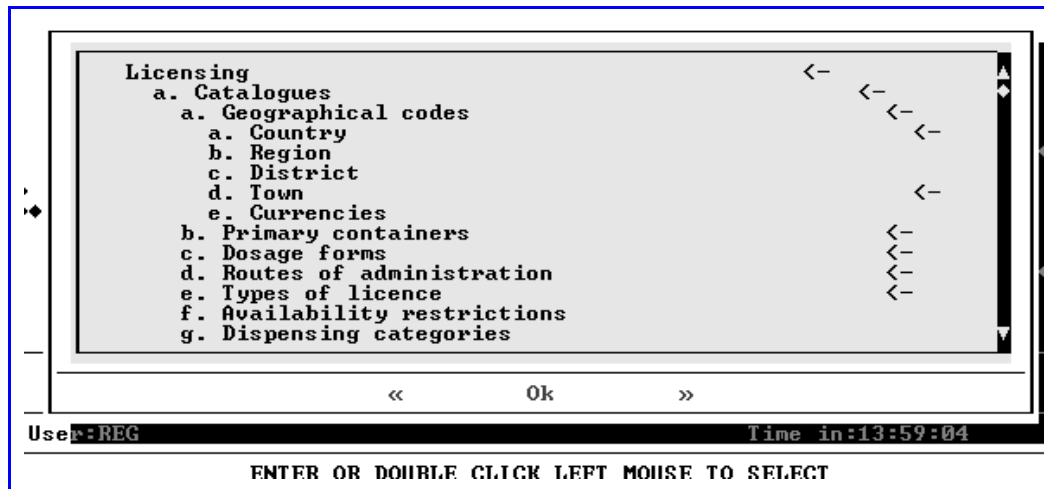 Licensing <-
a. Catalogues <-
a. Geographical codes <-
a. Country <-
b. Region
c. District
d. Town <-
e. Currencies
b. Primary containers <-
c. Dosage forms <-
d. Routes of administration <-
e. Types of licence <-
f. Availability restrictions
g. Dispensing categories
« Ok »
User:REG Time in:13:59:04
ENTER OR DOUBLE CLICK LEFT MOUSE TO SELECT